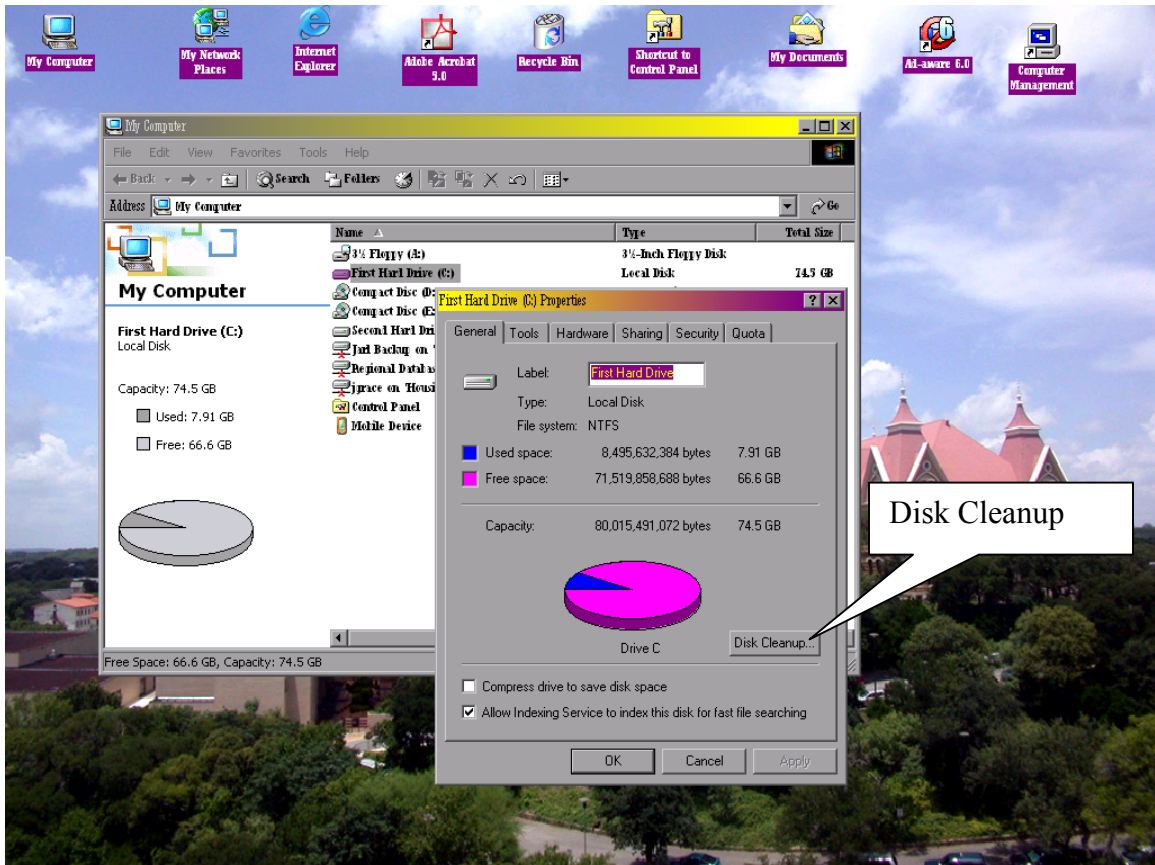 My Computer
My Network
Places
Internet
Explorer
Adobe Acrobat
5.0
Recycle Bin
Shortcut to
Control Panel
My Documents
Ad-aware 6.0
Computer
Management
My Computer
File Edit View Favorites Tools Help
Back Search Folders
Address My Computer Go
Name Type Total Size
3½ Floppy (A:) 3½-Inch Floppy Disk
First Hard Drive (C:) Local Disk 74.5 GB
Compact Disc (D:
Compact Disc (E:
Second Hard Dri
Jarl Backup on '
Regional Databas
jgrace on 'Housi
Control Panel
Mobile Device
My Computer
First Hard Drive (C:)
Local Disk
Capacity: 74.5 GB
Used: 7.91 GB
Free: 66.6 GB
Free Space: 66.6 GB, Capacity: 74.5 GB
First Hard Drive (C:) Properties
General Tools Hardware Sharing Security Quota
Label: First Hard Drive
Type: Local Disk
File system: NTFS
Used space: 8,495,632,384 bytes 7.91 GB
Free space: 71,519,858,688 bytes 66.6 GB
Capacity: 80,015,491,072 bytes 74.5 GB
Drive C
Disk Cleanup...
Compress drive to save disk space
Allow Indexing Service to index this disk for fast file searching
OK Cancel Apply
Disk Cleanup